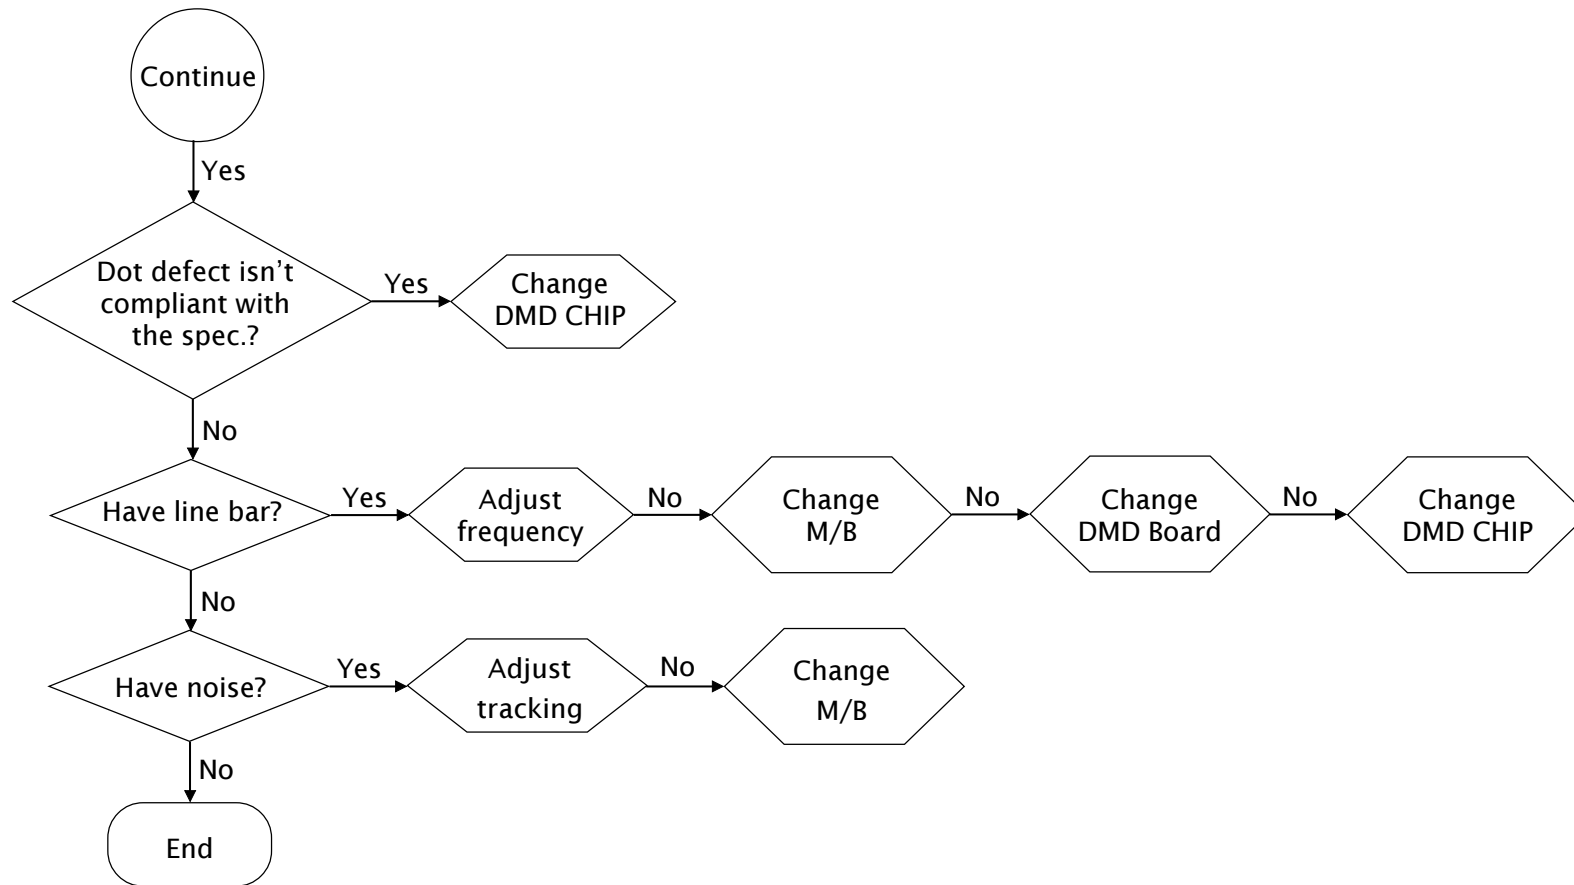 Continue
Yes
Dot defect isn't
compliant with
the spec.?
Yes
Change
DMD CHIP
No
Have line bar?
Yes
Adjust
frequency
No
Change
M/B
No
Change
DMD Board
No
Change
DMD CHIP
No
Have noise?
Yes
Adjust
tracking
No
Change
M/B
No
End